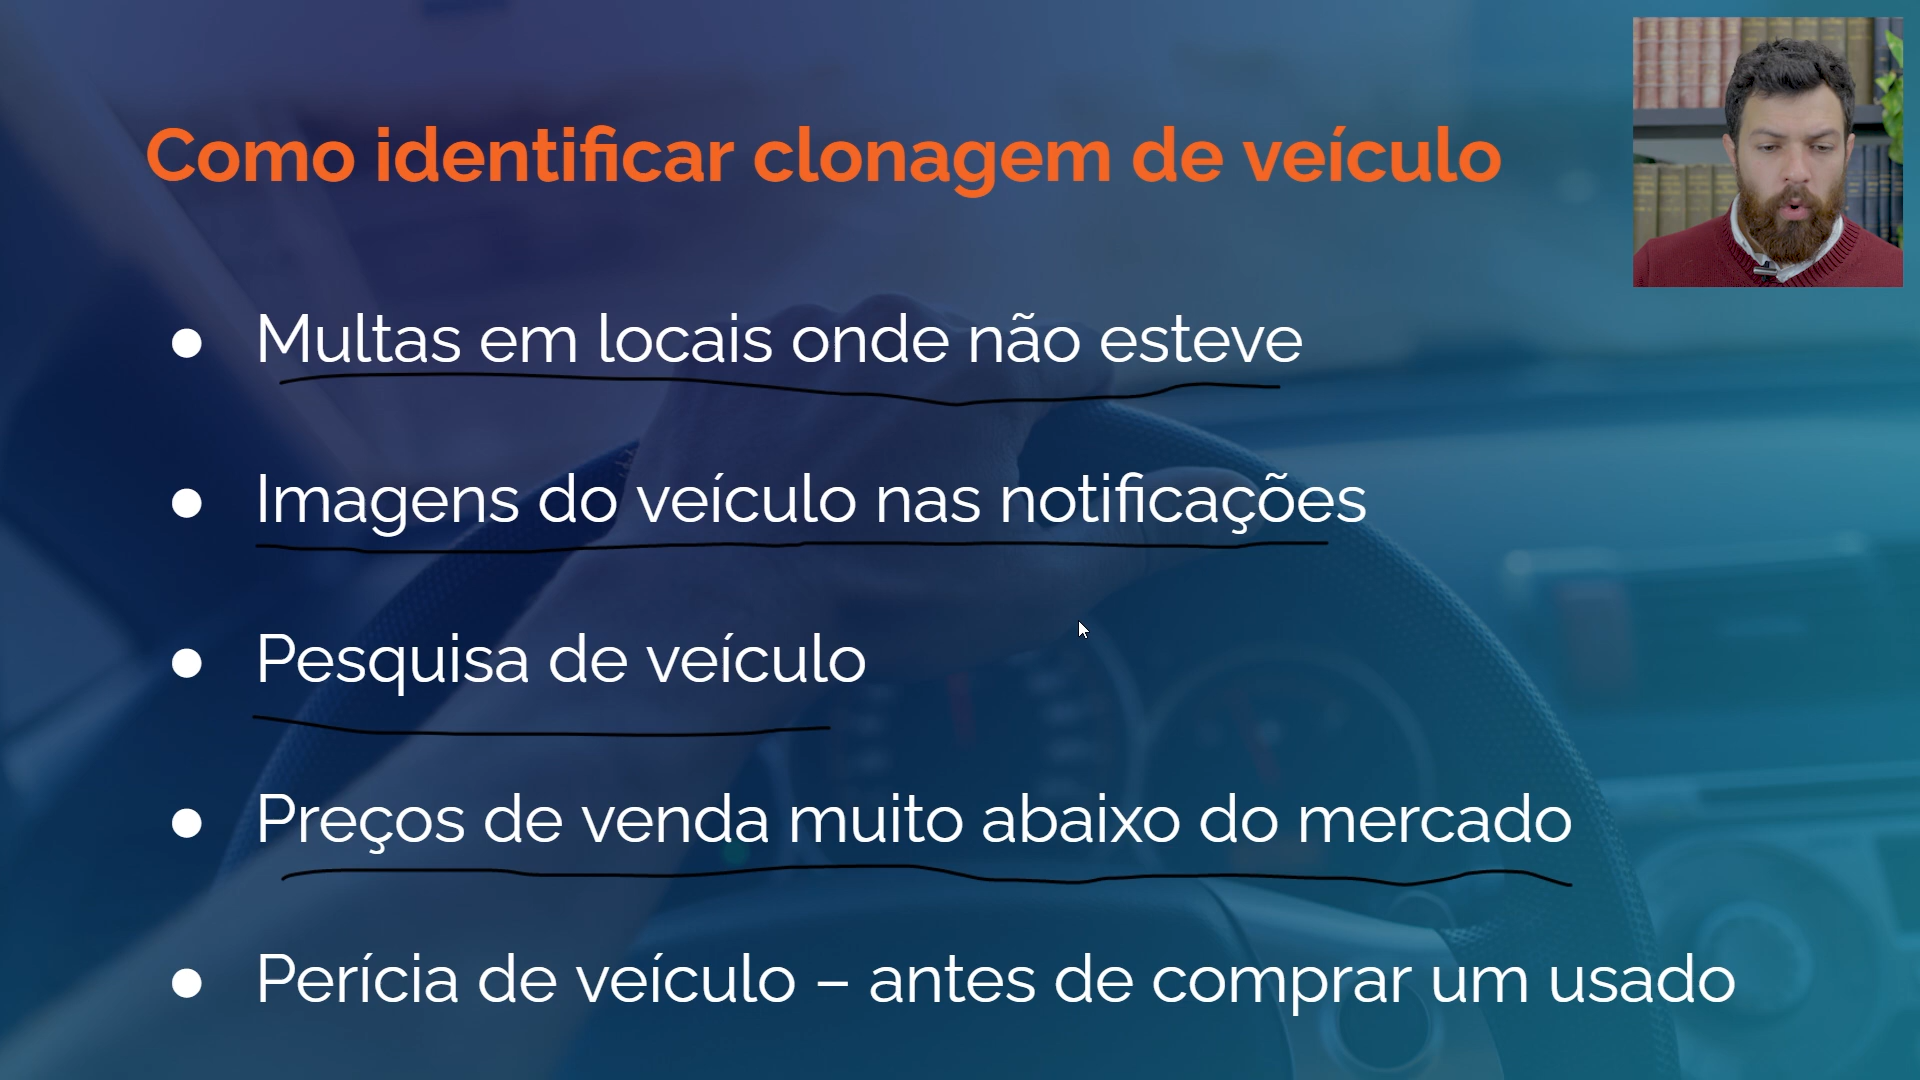 Como identificar clonagem de veículo
● Multas em locais onde não esteve
● Imagens do veículo nas notificações
● Pesquisa de veículo
● Preços de venda muito abaixo do mercado
● Perícia de veículo – antes de comprar um usado